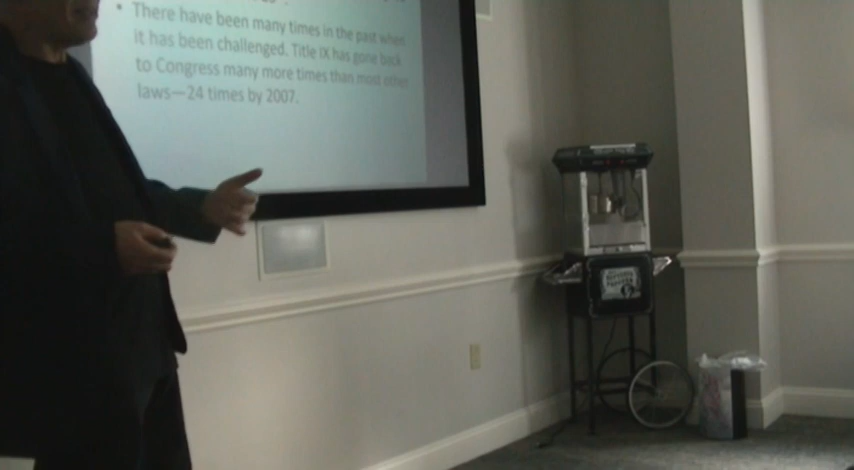 • There have been many times in the past when
it has been challenged. Title IX has gone back
to Congress many more times than most other
laws—24 times by 2007.